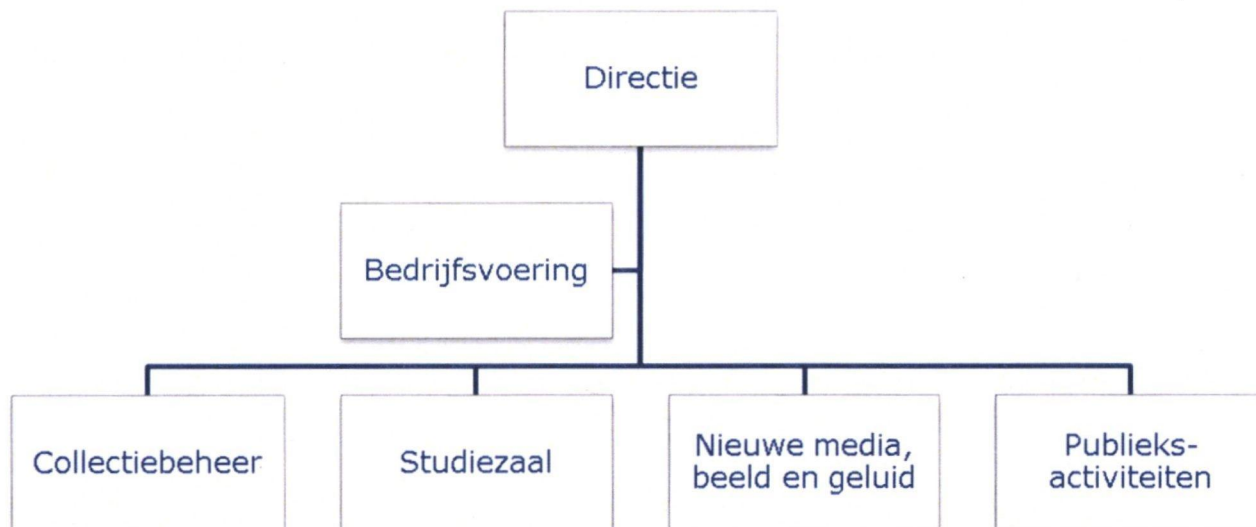 Directie
Bedrijfsvoering
Collectiebeheer
Studiezaal
Nieuwe media,
beeld en geluid
Publieks-
activiteiten